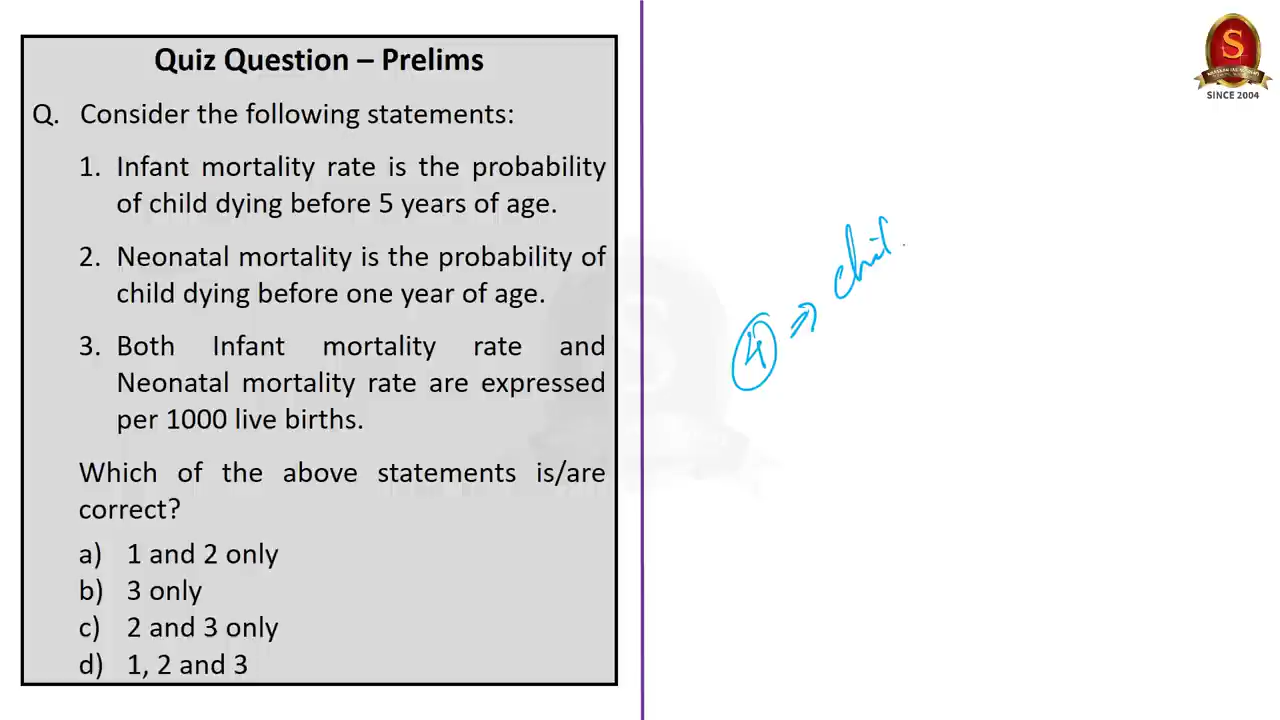 Quiz Question – Prelims
Q. Consider the following statements:
1. Infant mortality rate is the probability
of child dying before 5 years of age.
2. Neonatal mortality is the probability of
child dying before one year of age.
3. Both Infant mortality rate and
Neonatal mortality rate are expressed
per 1000 live births.
Which of the above statements is/are
correct?
a) 1 and 2 only
b) 3 only
c) 2 and 3 only
d) 1, 2 and 3
S
SINCE 2004
⇒ chil